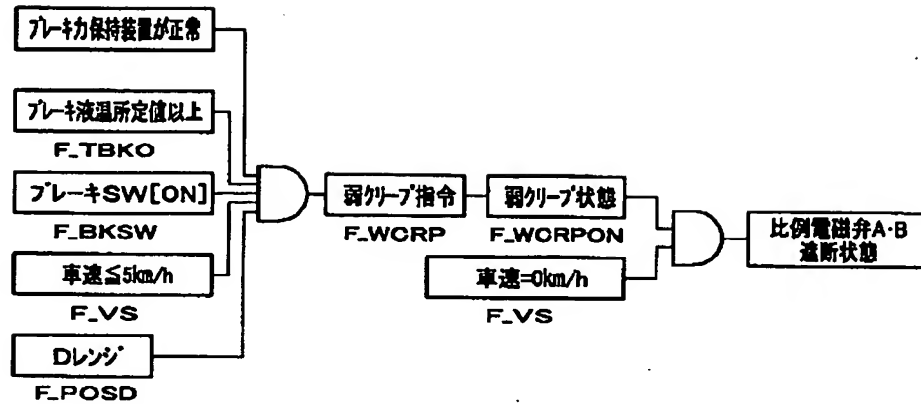 ブレーキ力保持装置が正常
ブレーキ液温所定値以上
F_TBKO
ブレーキSW[ON]
F_BKSW
車速≦5km/h
F_VS
Dレンジ
F_POSD
弱クリープ指令
F_WCRP
弱クリープ状態
F_WCRPON
車速=0km/h
F_VS
比例電磁弁A·B
遮断状態